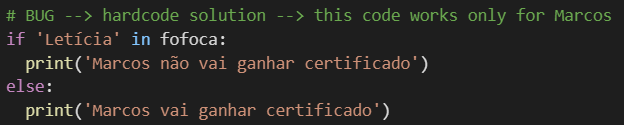 # BUG --> hardcode solution --> this code works only for Marcos
if 'Letícia' in fofoca:
  print('Marcos não vai ganhar certificado')
else:
  print('Marcos vai ganhar certificado')